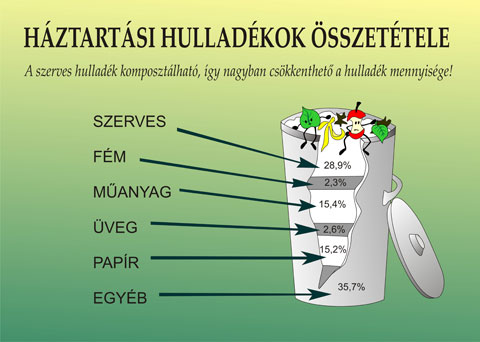 HÁZTARTÁSI HULLADÉKOK ÖSSZETÉTELE
A szerves hulladék komposztálható, így nagyban csökkenthető a hulladék mennyisége!
SZERVES
28,9%
FÉM
2,3%
MŰANYAG
15,4%
ÜVEG
2,6%
PAPÍR
15,2%
EGYÉB
35,7%